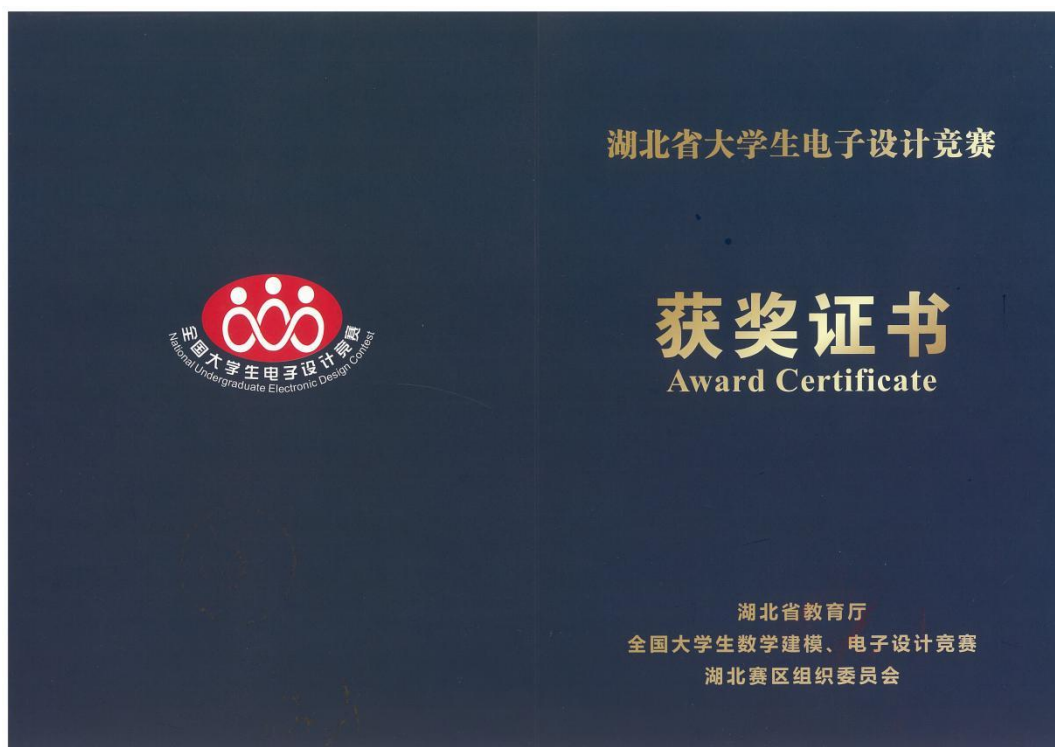 全国大学生电子设计竞赛
National Undergraduate Electronic Design Contest
湖北省大学生电子设计竞赛
获奖证书
Award Certificate
湖北省教育厅
全国大学生数学建模、电子设计竞赛
湖北赛区组织委员会